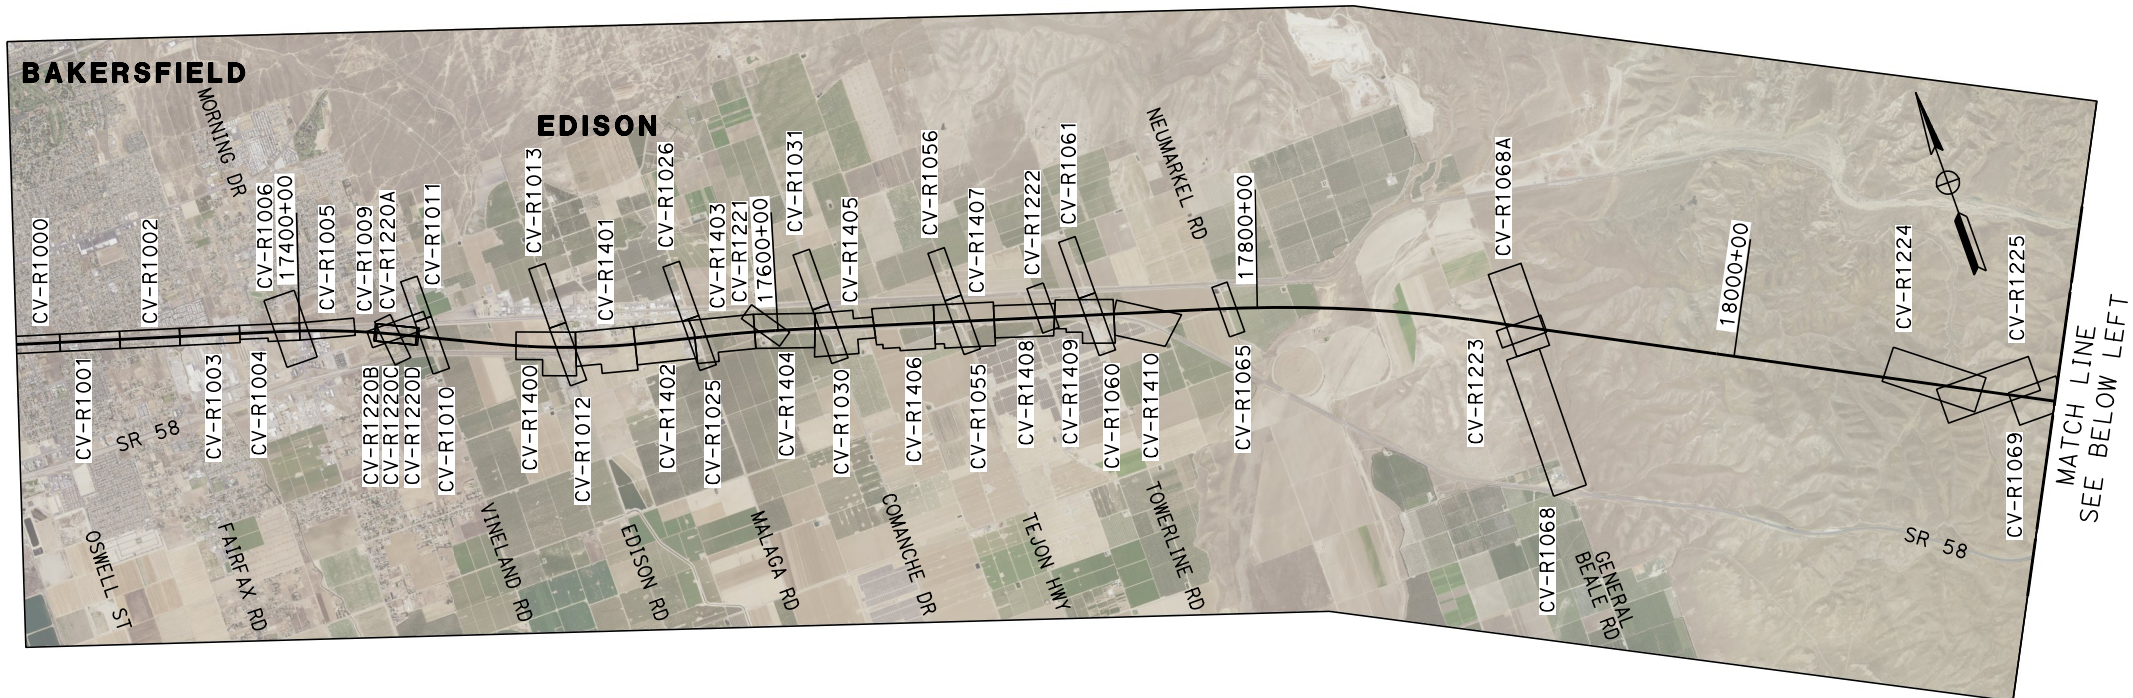 BAKERSFIELD
EDISON
MORNING DR
NEUMARKEL RD
CV-R1000
CV-R1002
CV-R1006
17400+00
CV-R1005
CV-R1009
CV-R1220A
CV-R1011
CV-R1013
CV-R1401
CV-R1026
CV-R1403
CV-R1221
17600+00
CV-R1031
CV-R1405
CV-R1056
CV-R1407
CV-R1222
CV-R1061
17800+00
CV-R1068A
18000+00
CV-R1224
CV-R1225
CV-R1001
CV-R1003
CV-R1004
CV-R1220B
CV-R1220C
CV-R1220D
CV-R1010
CV-R1400
CV-R1012
CV-R1402
CV-R1025
CV-R1404
CV-R1030
CV-R1406
CV-R1055
CV-R1408
CV-R1409
CV-R1060
CV-R1410
CV-R1065
CV-R1223
CV-R1068
CV-R1069
SR 58
SR 58
OSWELL ST
FAIRFAX RD
VINELAND RD
EDISON RD
MALAGA RD
COMANCHE DR
TEJON HWY
TOWERLINE RD
GENERAL
BEALE RD
MATCH LINE
SEE BELOW LEFT